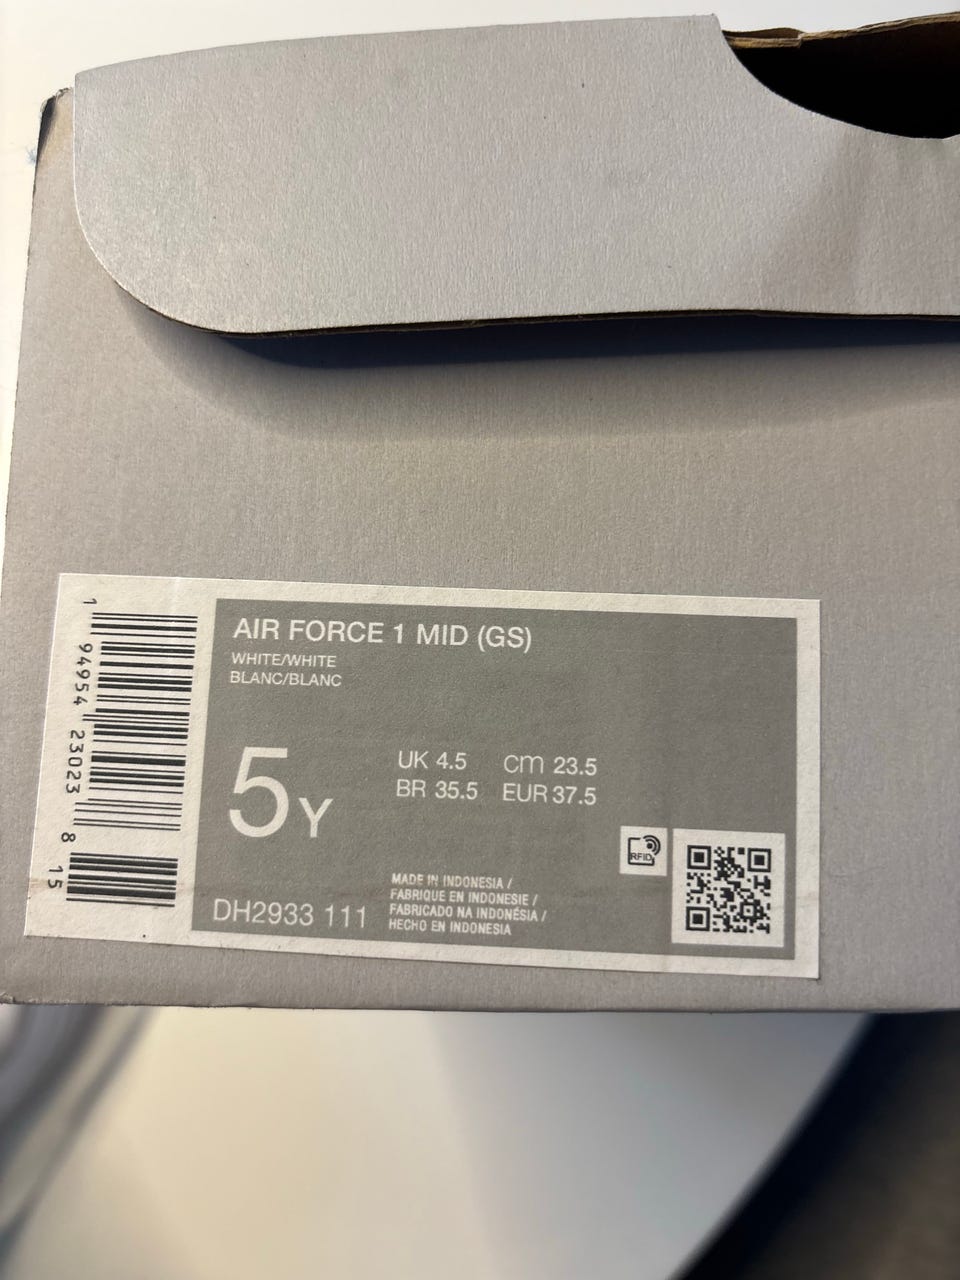 AIR FORCE 1 MID (GS)
WHITE/WHITE
BLANC/BLANC
5Y
UK 4.5 cm 23.5
BR 35.5 EUR 37.5
RFID
MADE IN INDONESIA /
FABRIQUE EN INDONESIE /
FABRICADO NA INDONÉSIA /
HECHO EN INDONESIA
DH2933 111
1 94954 23023 8 15